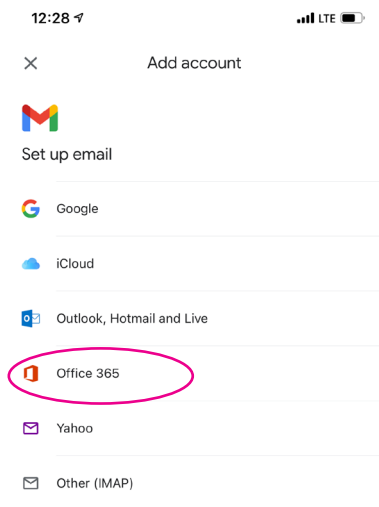 12:28 LTE
Add account
Set up email
Google
iCloud
Outlook, Hotmail and Live
Office 365
Yahoo
Other (IMAP)